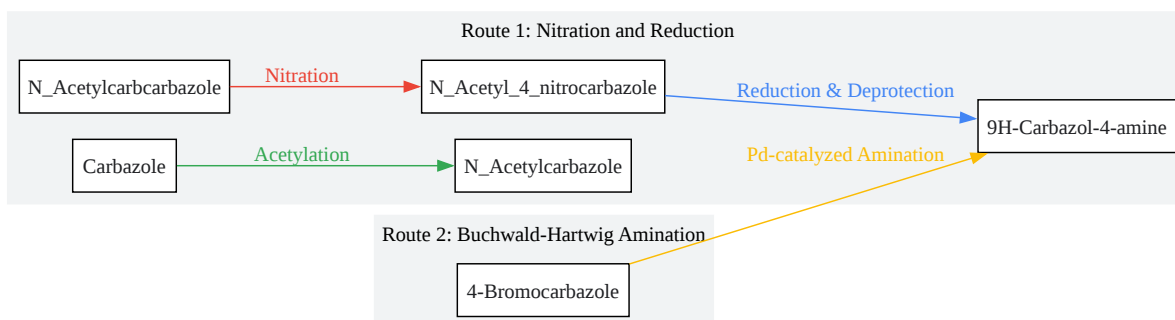 Route 1: Nitration and Reduction
N_Acetylcarbcarbazole
Nitration
N_Acetyl_4_nitrocarbazole
Reduction & Deprotection
9H-Carbazol-4-amine
Carbazole
Acetylation
N_Acetylcarbazole
Pd-catalyzed Amination
Route 2: Buchwald-Hartwig Amination
4-Bromocarbazole